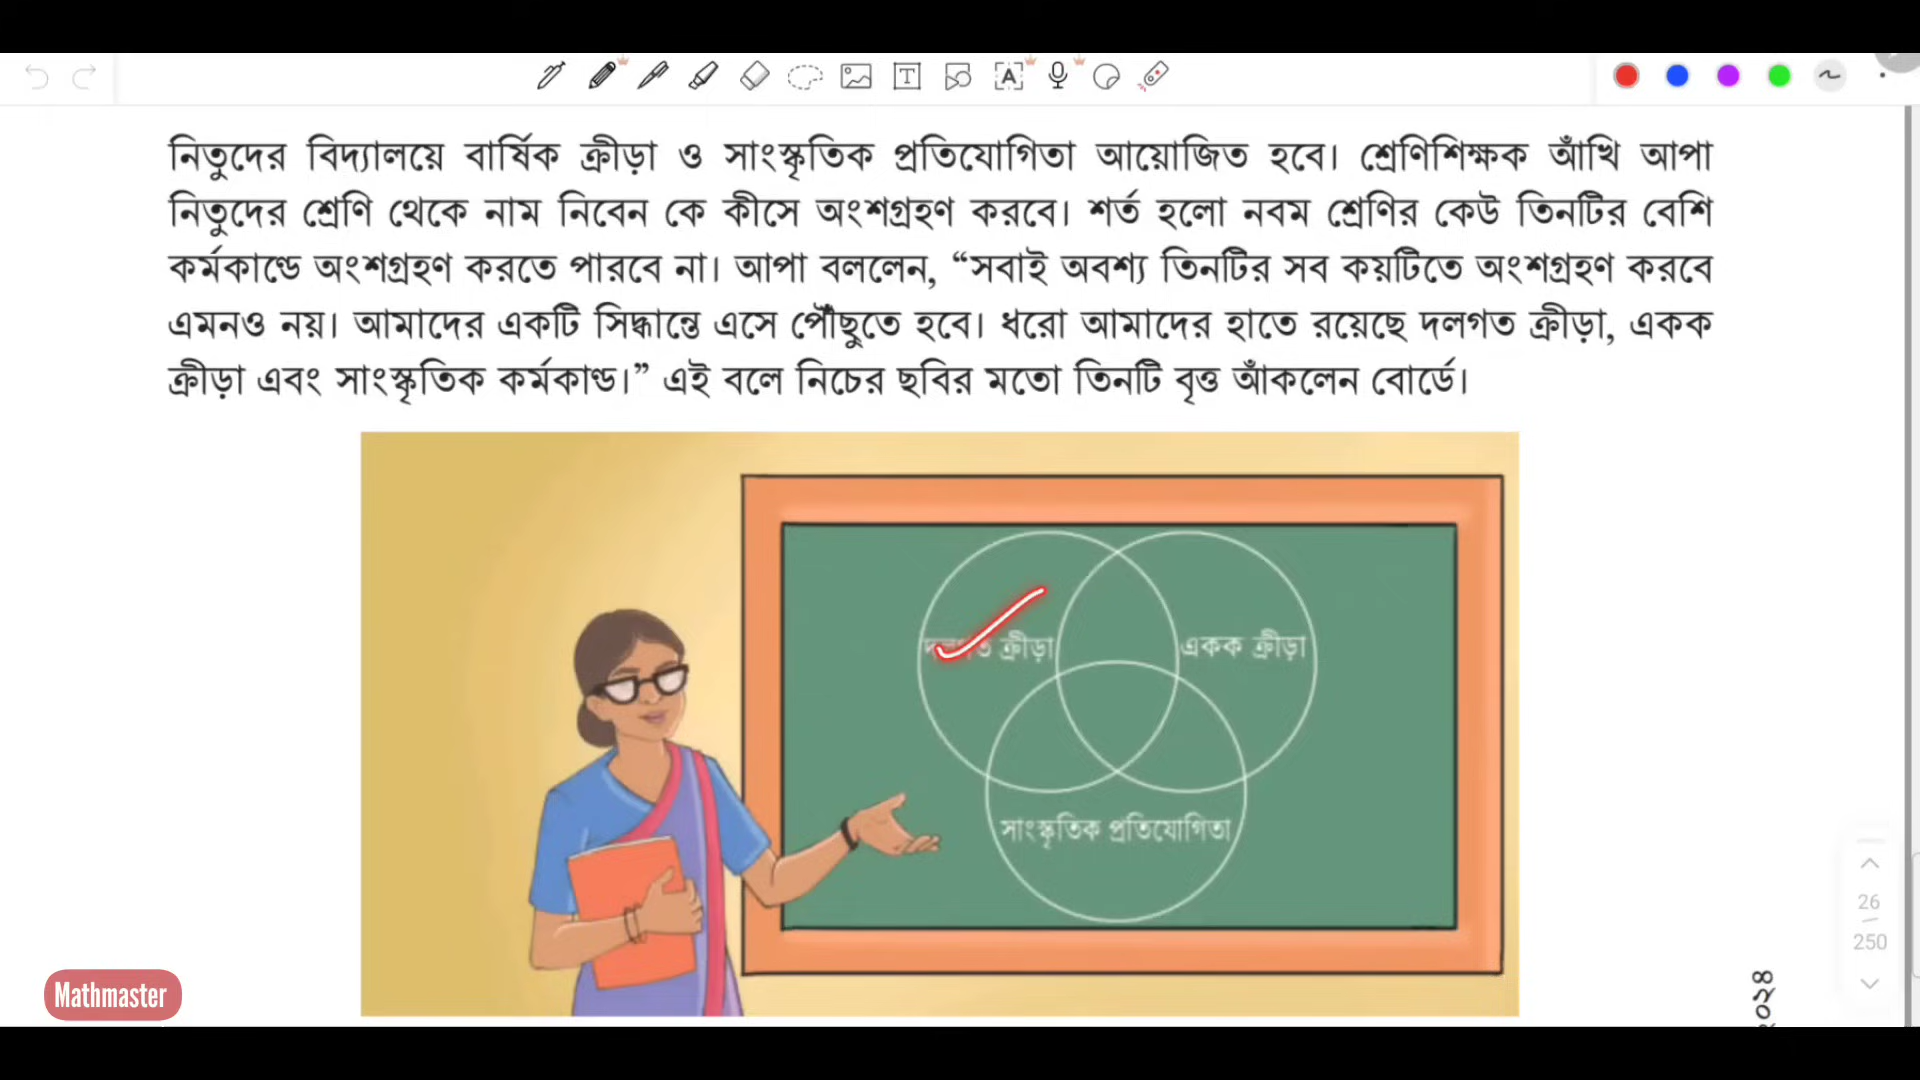 নিতুদের বিদ্যালয়ে বার্ষিক ক্রীড়া ও সাংস্কৃতিক প্রতিযোগিতা আয়োজিত হবে। শ্রেণিশিক্ষক আঁখি আপা
নিতুদের শ্রেণি থেকে নাম নিবেন কে কীসে অংশগ্রহণ করবে। শর্ত হলো নবম শ্রেণির কেউ তিনটির বেশি
কর্মকাণ্ডে অংশগ্রহণ করতে পারবে না। আপা বললেন, “সবাই অবশ্য তিনটির সব কয়টিতে অংশগ্রহণ করবে
এমনও নয়। আমাদের একটি সিদ্ধান্তে এসে পৌঁছুতে হবে। ধরো আমাদের হাতে রয়েছে দলগত ক্রীড়া, একক
ক্রীড়া এবং সাংস্কৃতিক কর্মকাণ্ড।” এই বলে নিচের ছবির মতো তিনটি বৃত্ত আঁকলেন বোর্ডে।
দলগত ক্রীড়া
একক ক্রীড়া
সাংস্কৃতিক প্রতিযোগিতা
26
250
Mathmaster
২০২৪